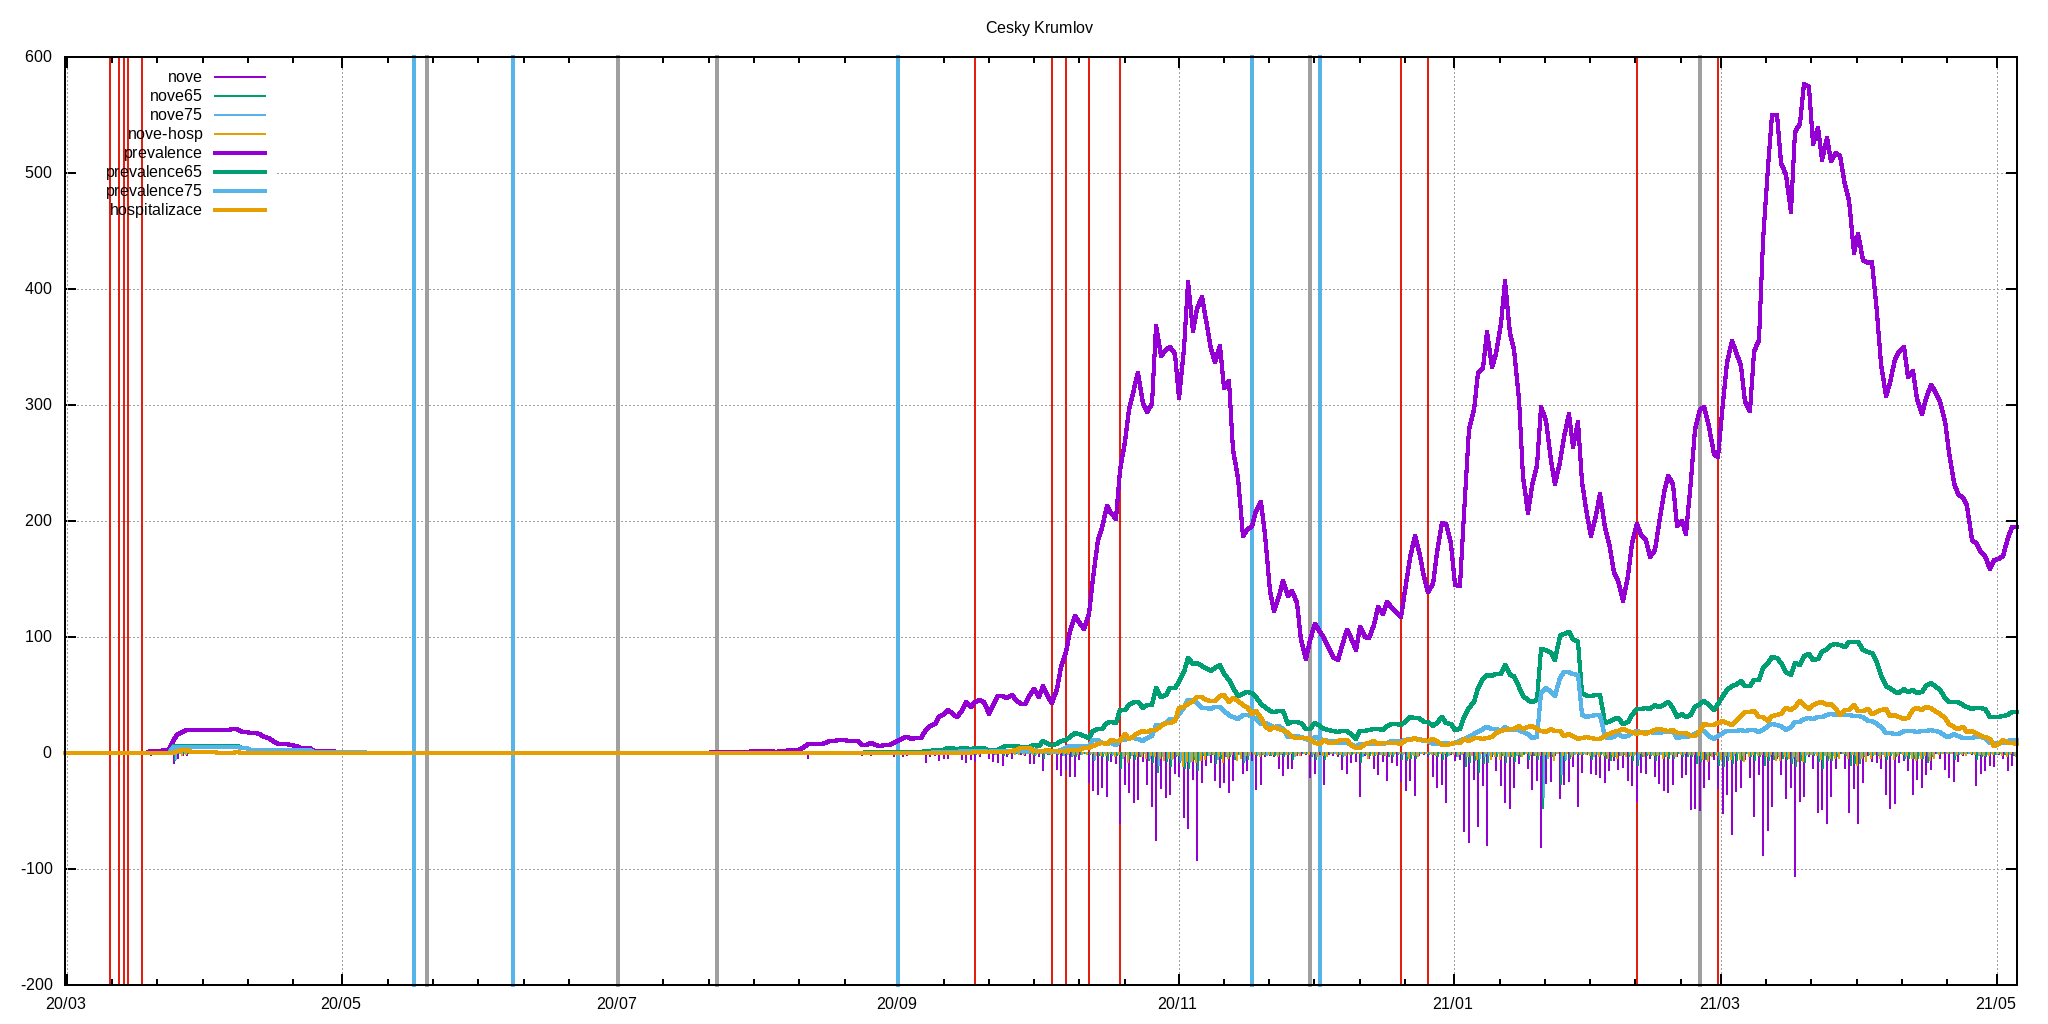 Cesky Krumlov
600
500
400
300
200
100
0
-100
-200
nove
nove65
nove75
nove-hosp
prevalence
prevalence65
prevalence75
hospitalizace
20/03 20/05 20/07 20/09 20/11 21/01 21/03 21/05